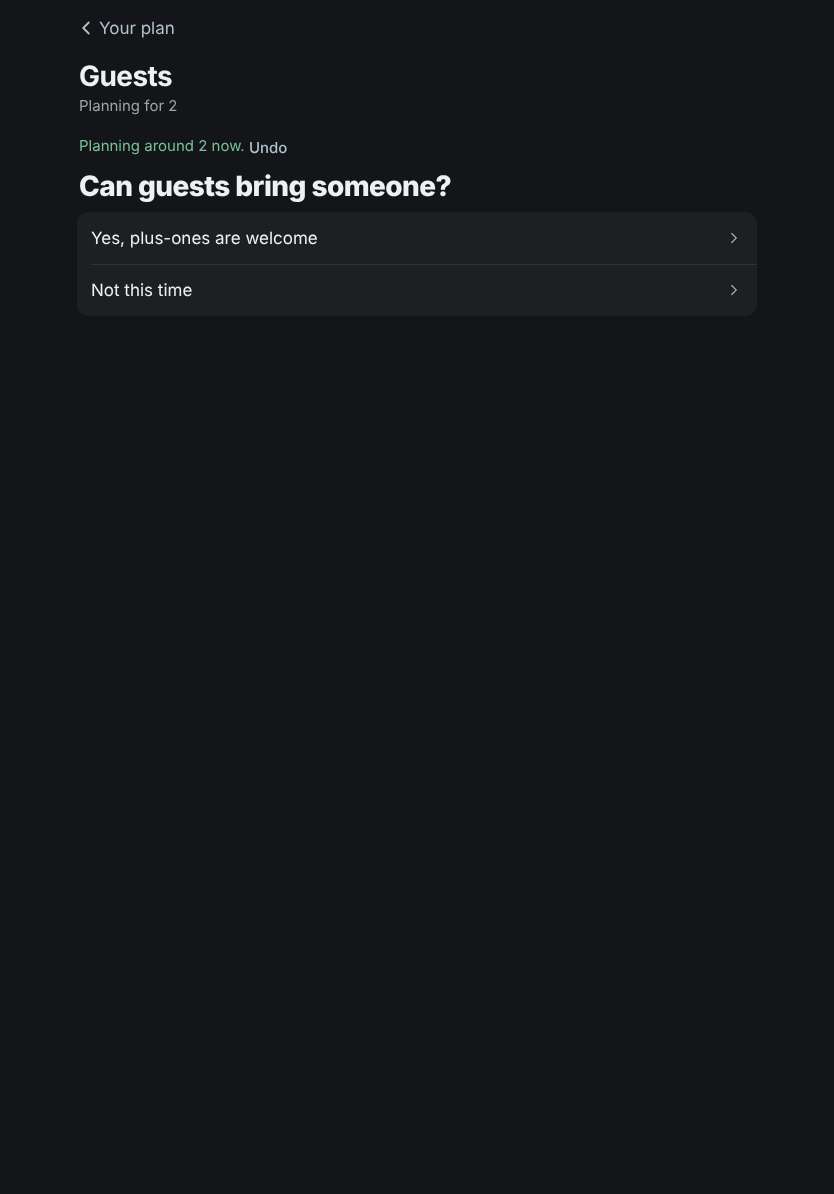 Your plan
Guests
Planning for 2
Planning around 2 now. Undo
Can guests bring someone?
Yes, plus-ones are welcome
Not this time